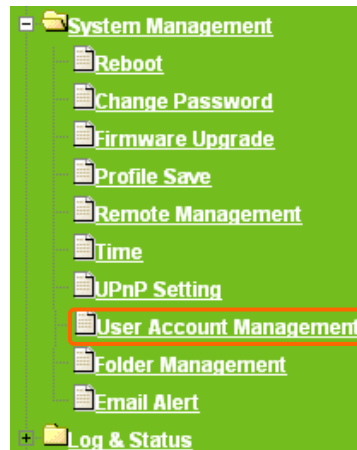 System Management
Reboot
Change Password
Firmware Upgrade
Profile Save
Remote Management
Time
UPnP Setting
User Account Management
Folder Management
Email Alert
Log & Status